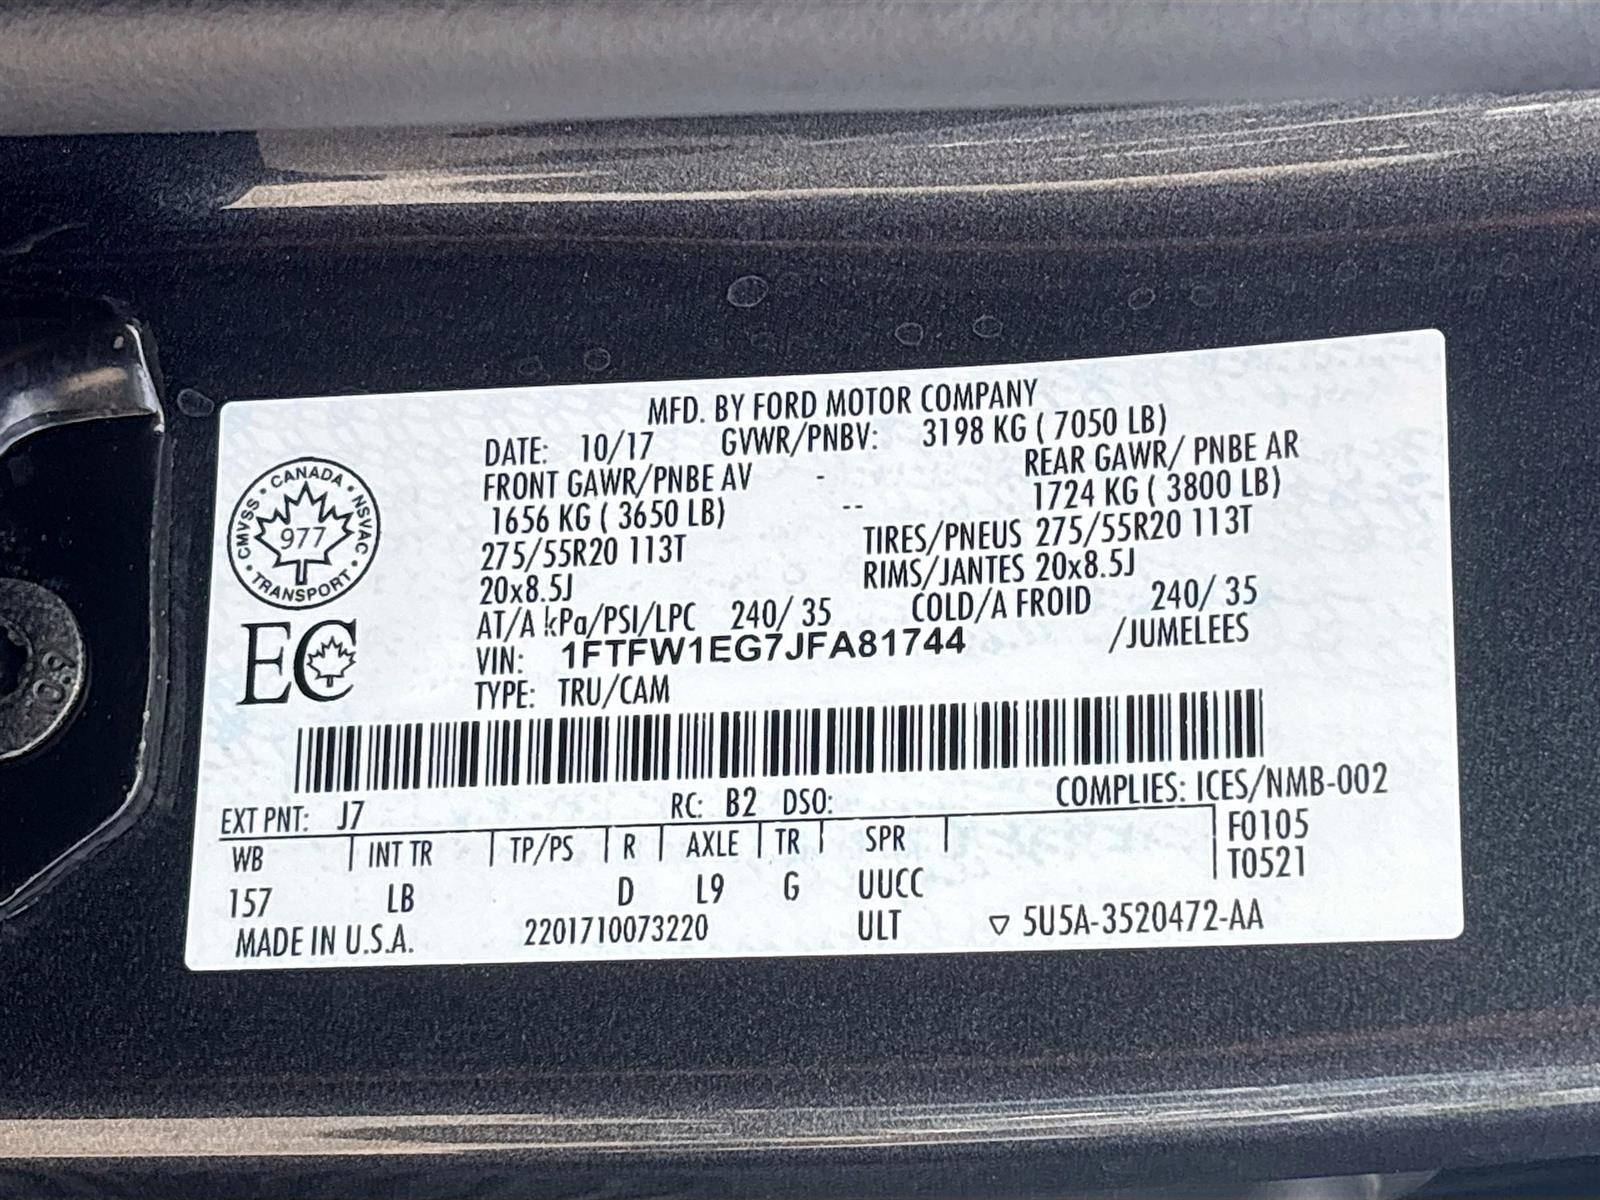 MFD. BY FORD MOTOR COMPANY
DATE: 10/17 GVWR/PNBV: 3198 KG ( 7050 LB)
FRONT GAWR/PNBE AV - REAR GAWR/ PNBE AR
1656 KG ( 3650 LB) -- 1724 KG ( 3800 LB)
275/55R20 113T TIRES/PNEUS 275/55R20 113T
20x8.5J RIMS/JANTES 20x8.5J
AT/A kPa/PSI/LPC 240/ 35 COLD/A FROID 240/ 35
VIN: 1FTFW1EG7JFA81744 /JUMELEES
TYPE: TRU/CAM
CANADA
CMVSS NSVAC
977
TRANSPORT
EC
COMPLIES: ICES/NMB-002
EXT PNT: J7 RC: B2 DSO:
WB INT TR TP/PS R AXLE TR SPR F0105
T0521
157 LB D L9 G UUCC
MADE IN U.S.A. 2201710073220 ULT ▽ 5U5A-3520472-AA